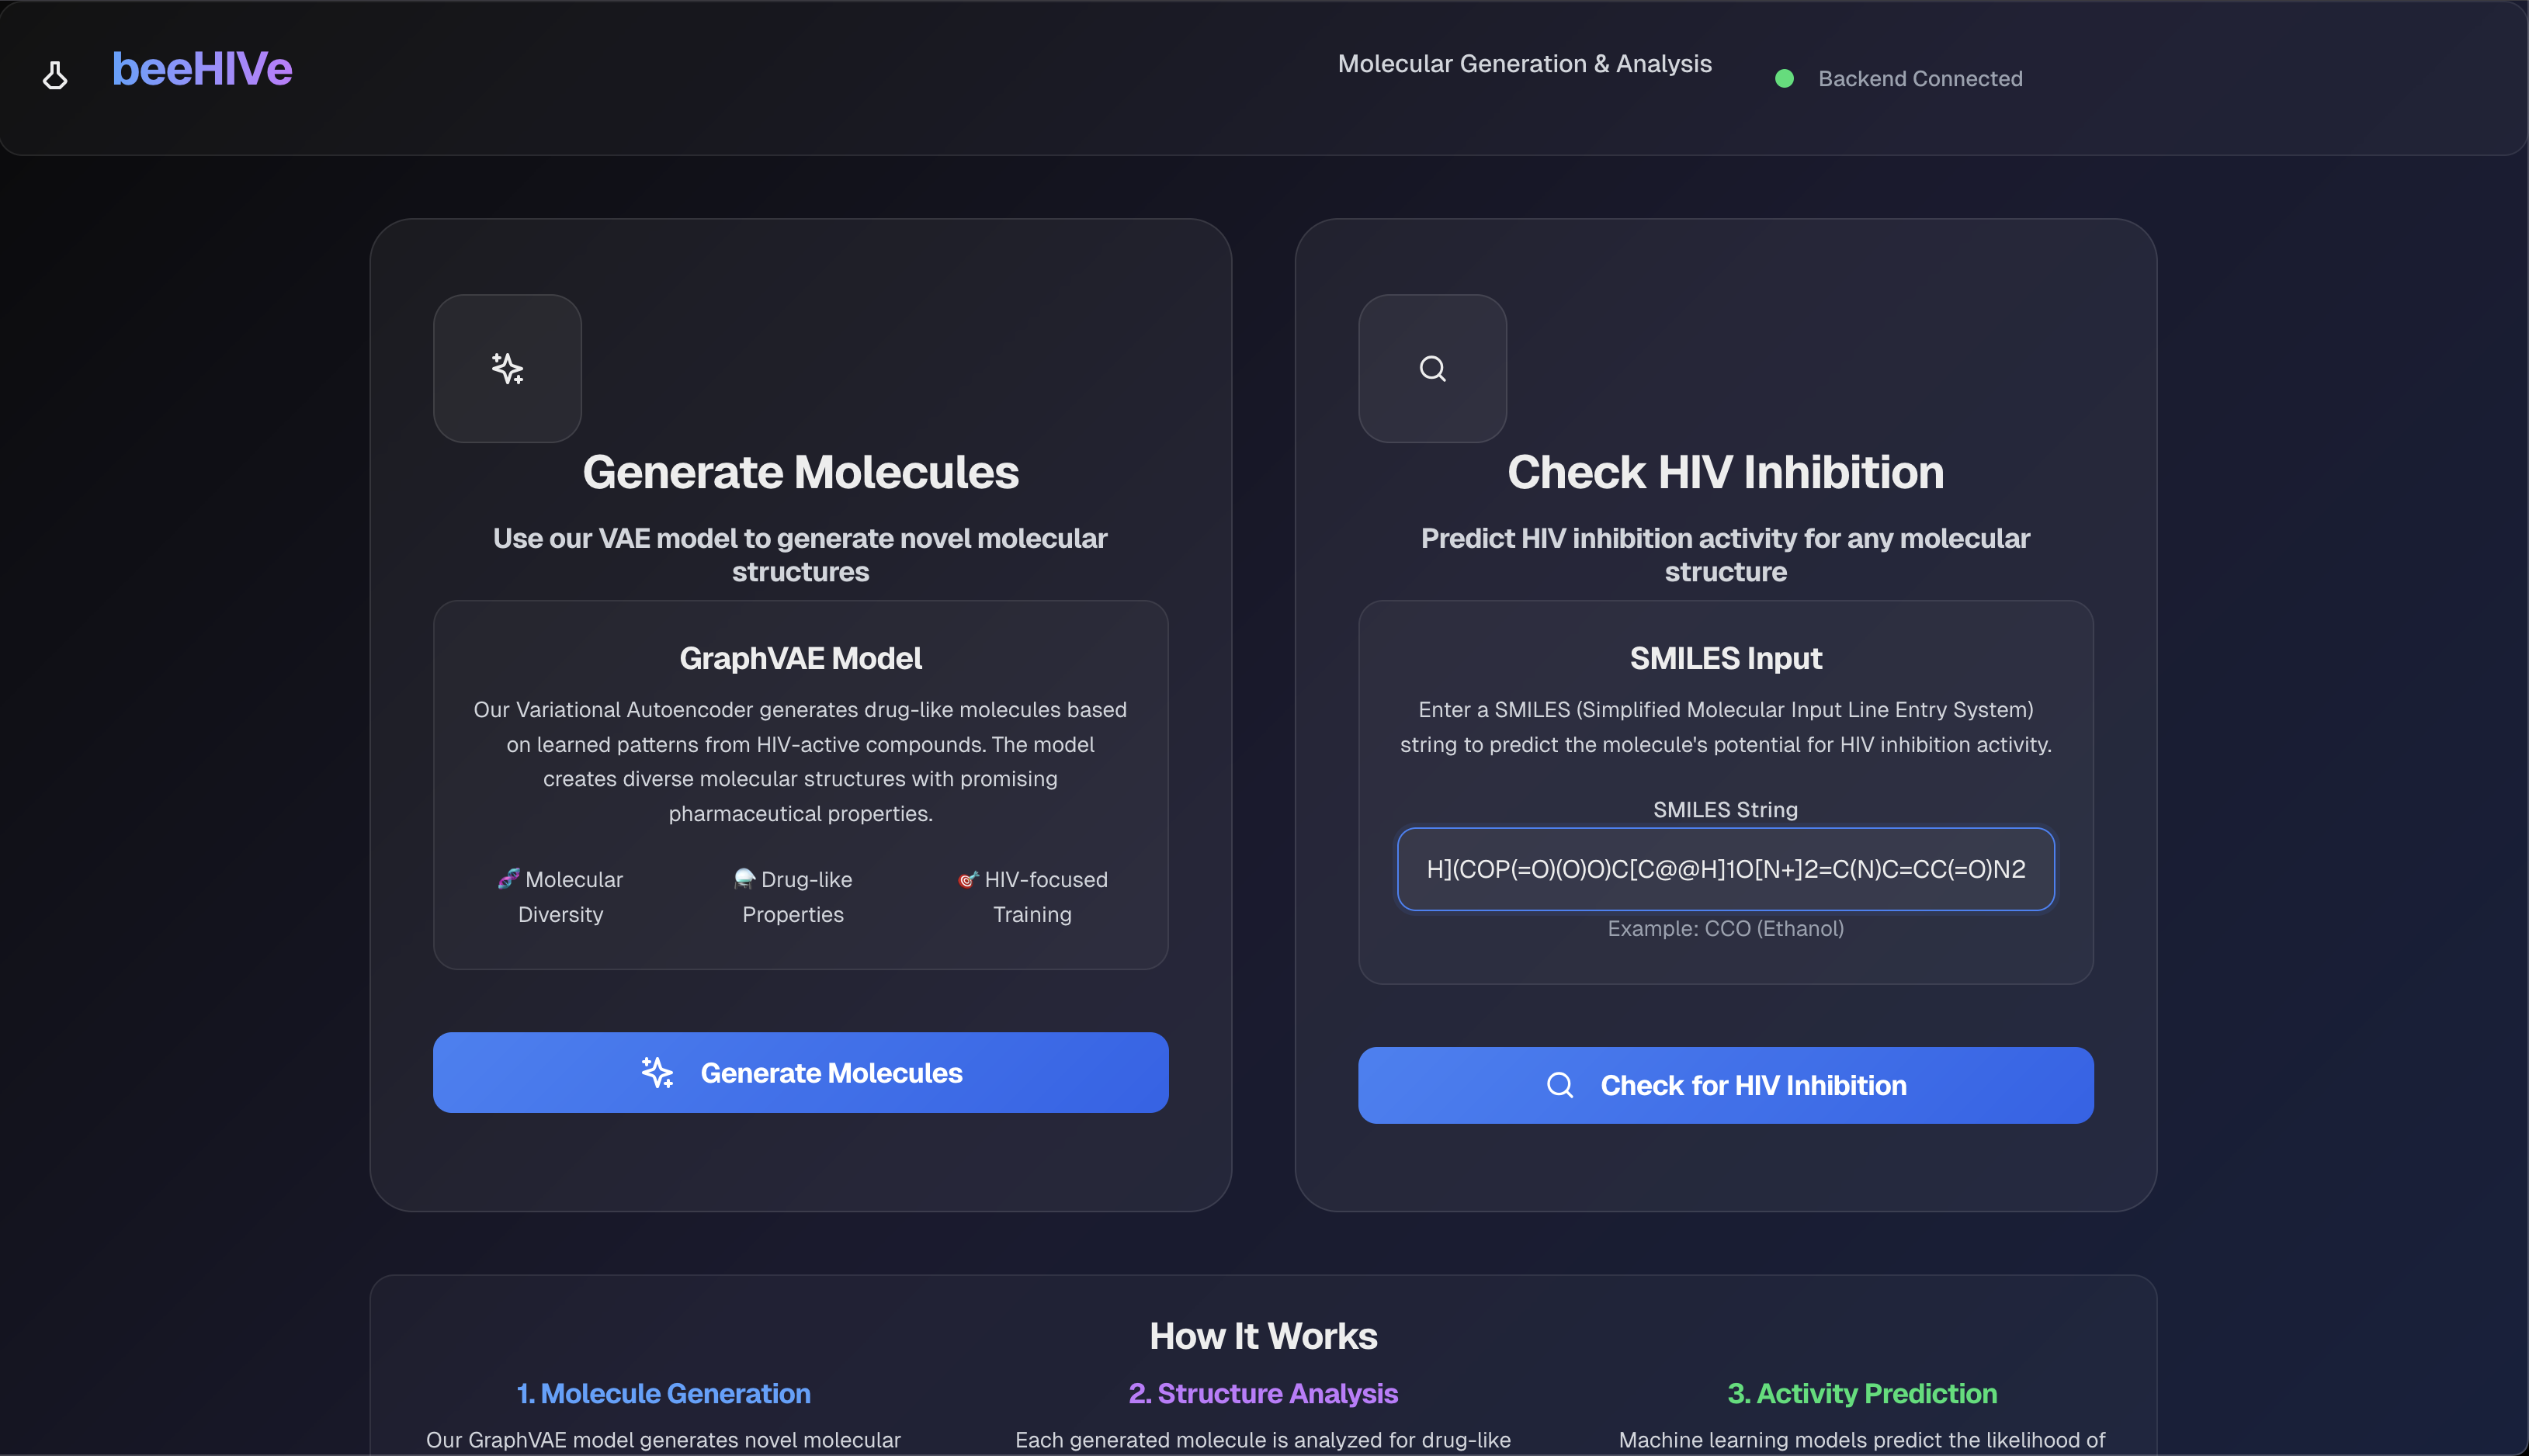 beeHIVe
Molecular Generation & Analysis
Backend Connected
Generate Molecules
Use our VAE model to generate novel molecular
structures
GraphVAE Model
Our Variational Autoencoder generates drug-like molecules based
on learned patterns from HIV-active compounds. The model
creates diverse molecular structures with promising
pharmaceutical properties.
🧬 Molecular
Diversity
⚗️ Drug-like
Properties
🎯 HIV-focused
Training
Generate Molecules
Check HIV Inhibition
Predict HIV inhibition activity for any molecular
structure
SMILES Input
Enter a SMILES (Simplified Molecular Input Line Entry System)
string to predict the molecule's potential for HIV inhibition activity.
SMILES String
H](COP(=O)(O)O)C[C@@H]1O[N+]2=C(N)C=CC(=O)N2
Example: CCO (Ethanol)
Check for HIV Inhibition
How It Works
1. Molecule Generation
Our GraphVAE model generates novel molecular
2. Structure Analysis
Each generated molecule is analyzed for drug-like
3. Activity Prediction
Machine learning models predict the likelihood of